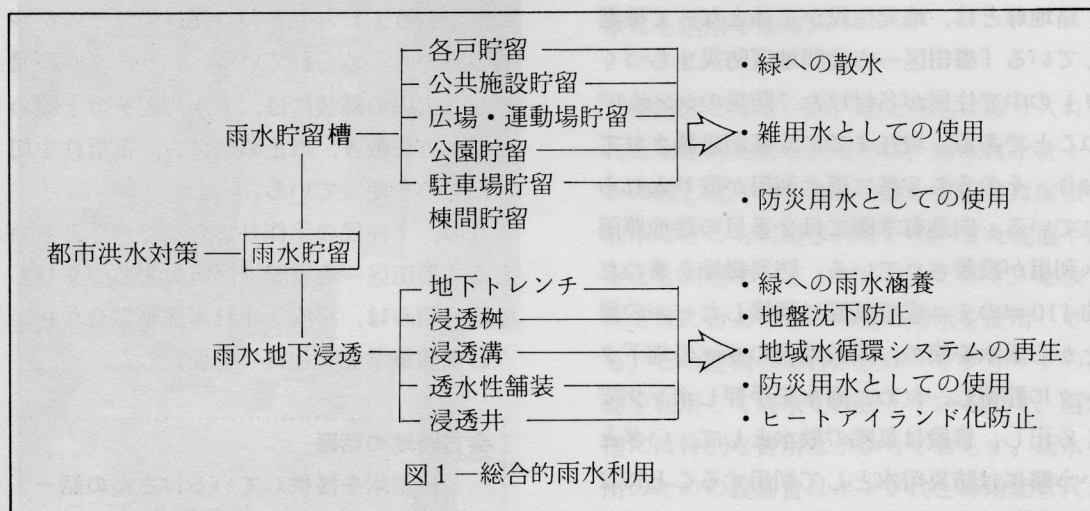 各戸貯留
公共施設貯留
広場・運動場貯留
雨水貯留槽
公園貯留
駐車場貯留
棟間貯留
・緑への散水
・雑用水としての使用
・防災用水としての使用
都市洪水対策
雨水貯留
地下トレンチ
浸透桝
雨水地下浸透
浸透溝
透水性舗装
浸透井
・緑への雨水涵養
・地盤沈下防止
・地域水循環システムの再生
・防災用水としての使用
・ヒートアイランド化防止
図1―総合的雨水利用